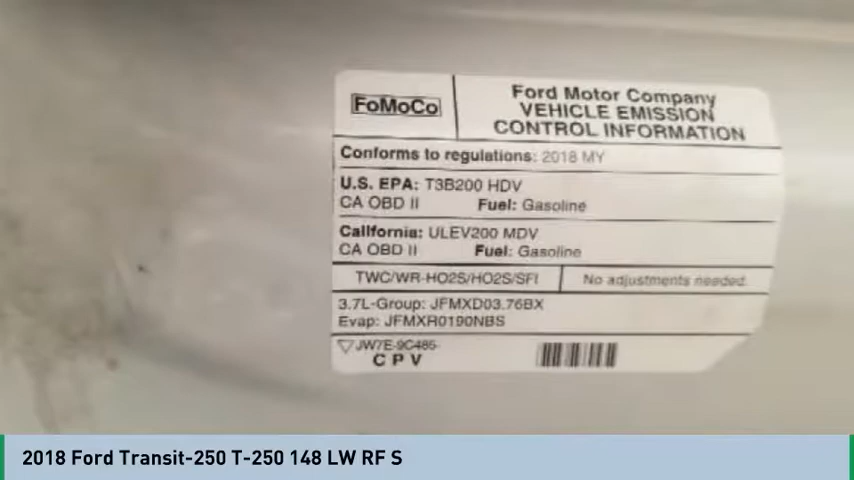 FoMoCo
Ford Motor Company
VEHICLE EMISSION
CONTROL INFORMATION
Conforms to regulations: 2018 MY
U.S. EPA: T3B200 HDV
CA OBD II Fuel: Gasoline
California: ULEV200 MDV
CA OBD II Fuel: Gasoline
TWC/WR-HO2S/HO2S/SFI No adjustments needed.
3.7L-Group: JFMXD03.76BX
Evap: JFMXR0190NBS
JW7E-9C485-
C P V
2018 Ford Transit-250 T-250 148 LW RF S